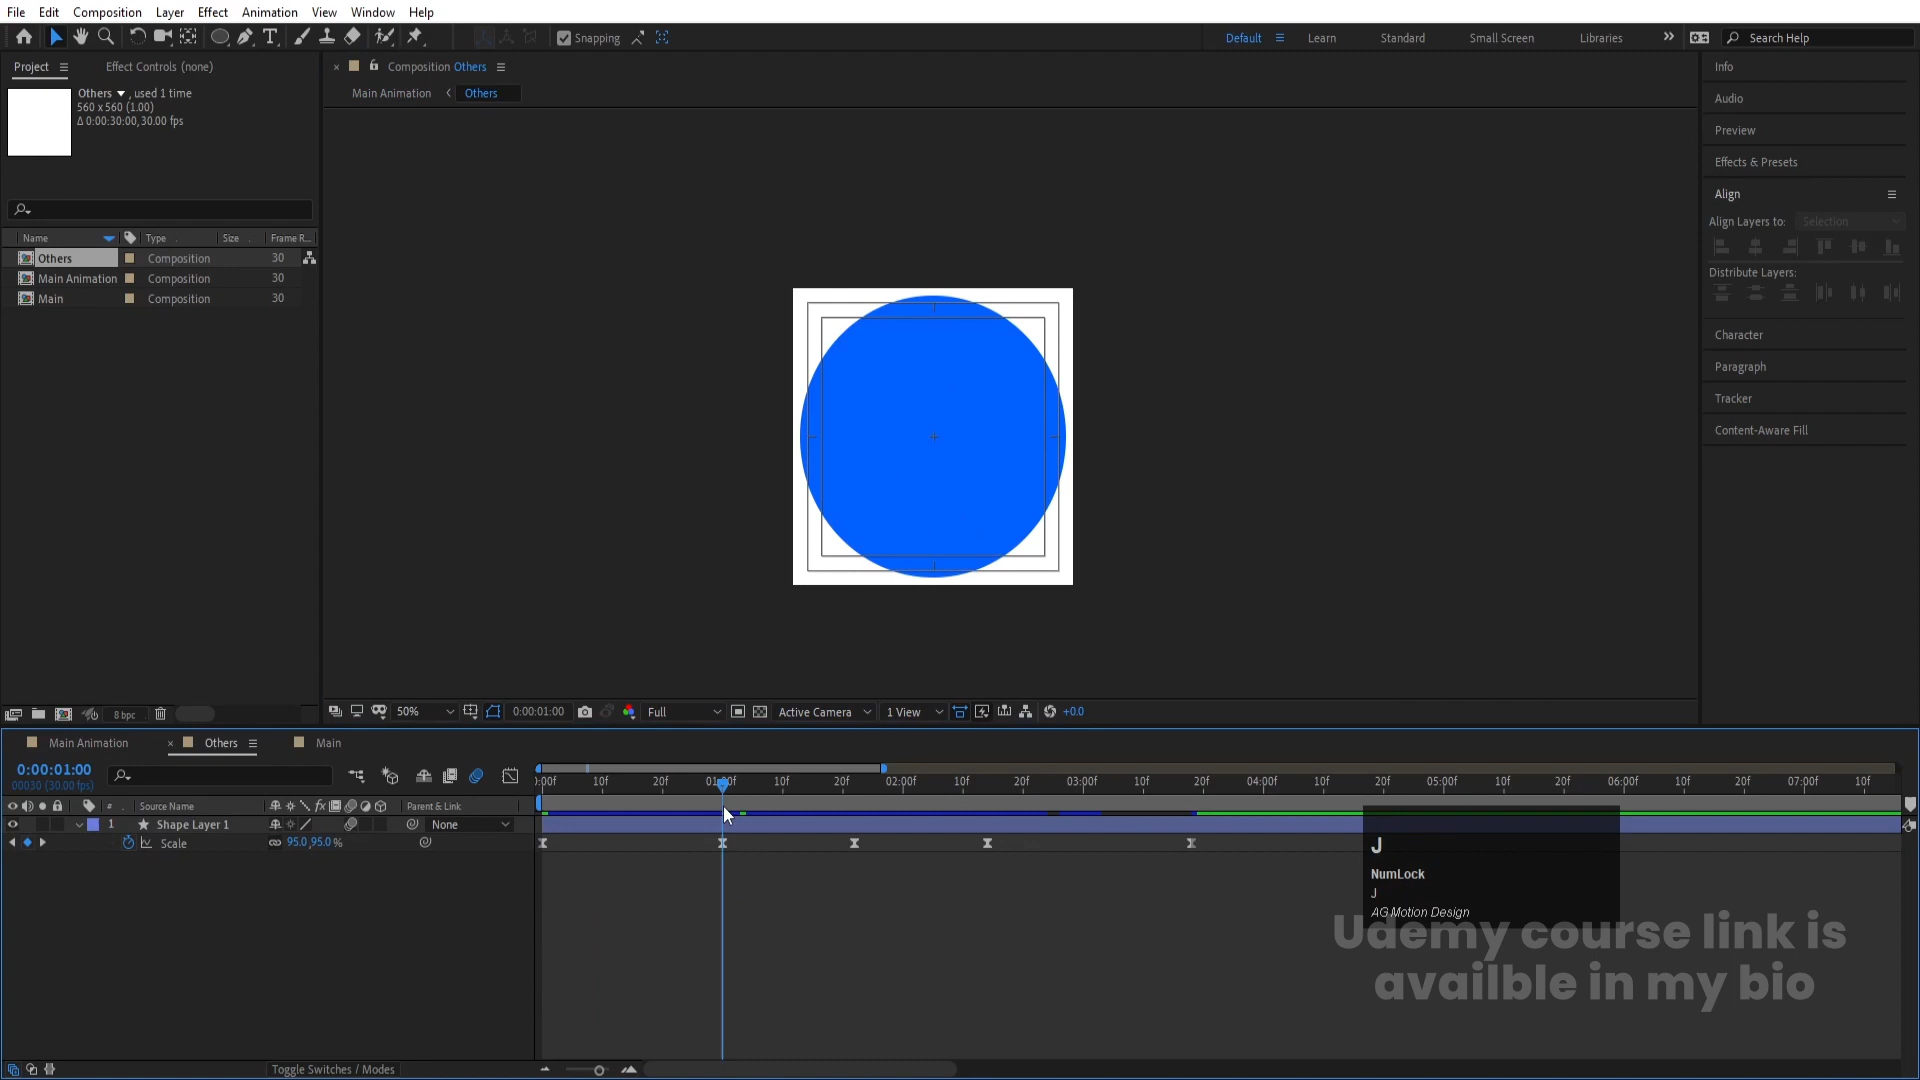 File Edit Composition Layer Effect Animation View Window Help
Snapping
Default Learn Standard Small Screen Libraries Search Help
Project Effect Controls (none)
Composition Others
Main Animation Others
Others , used 1 time
560 x 560 (1.00)
Δ 0:00:30:00, 30.00 fps
Name Type Size Frame R...
Others Composition 30
Main Animation Composition 30
Main Composition 30
8 bpc
50% 0:00:01:00 Full Active Camera 1 View +0.0
Info
Audio
Preview
Effects & Presets
Align
Align Layers to: Selection
Distribute Layers:
Character
Paragraph
Tracker
Content-Aware Fill
Main Animation Others Main
0:00:01:00
00030 (30.00 fps)
:00f 10f 20f 01:00f 10f 20f 02:00f 10f 20f 03:00f 10f 20f 04:00f 10f 20f 05:00f 10f 20f 06:00f 10f 20f 07:00f 10f
# Source Name fx Parent & Link
1 Shape Layer 1 None
Scale 95.0,95.0 %
J
NumLock
J
AG Motion Design
Udemy course link is
availble in my bio
Toggle Switches / Modes